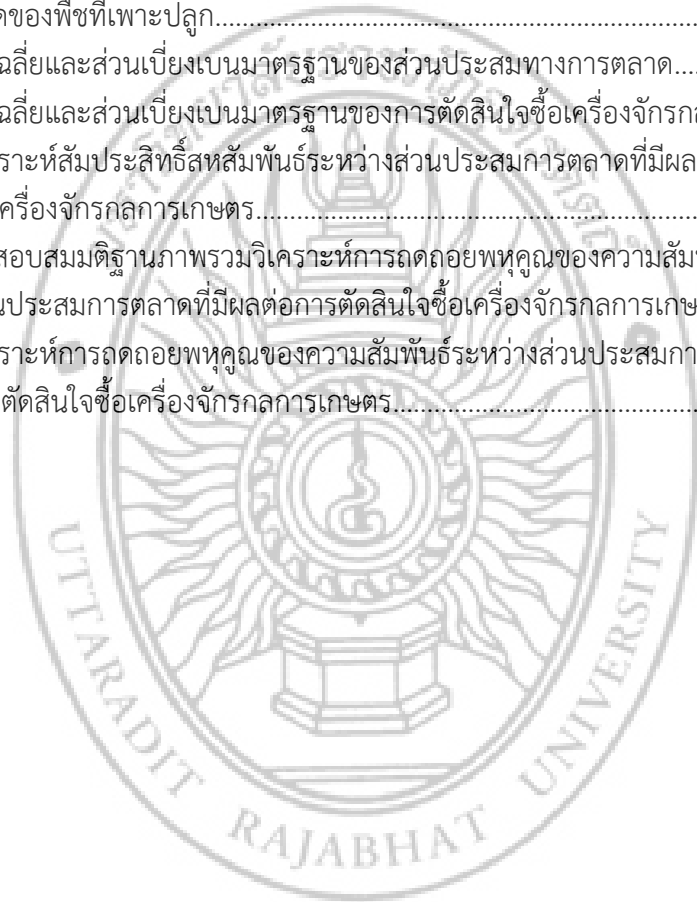 ดของพืชที่เพาะปลูก
ฉลี่ยและส่วนเบี่ยงเบนมาตรฐานของส่วนประสมทางการตลาด
ฉลี่ยและส่วนเบี่ยงเบนมาตรฐานของการตัดสินใจซื้อเครื่องจักรก
ราะห์สัมประสิทธิ์สหสัมพันธ์ระหว่างส่วนประสมการตลาดที่มีผล
เครื่องจักรกลการเกษตร
สอบสมมติฐานภาพรวมวิเคราะห์การถดถอยพหุคูณของความสัม
นประสมการตลาดที่มีผลต่อการตัดสินใจซื้อเครื่องจักรกลการเกษ
ราะห์การถดถอยพหุคูณของความสัมพันธ์ระหว่างส่วนประสมกา
ตัดสินใจซื้อเครื่องจักรกลการเกษตร
UTTARADIT RAJABHAT UNIVERSITY